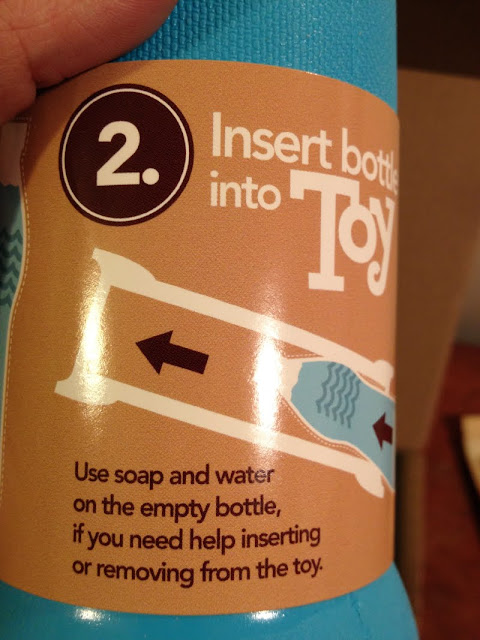 2.
Insert bottle
into Toy
Use soap and water
on the empty bottle,
if you need help inserting
or removing from the toy.